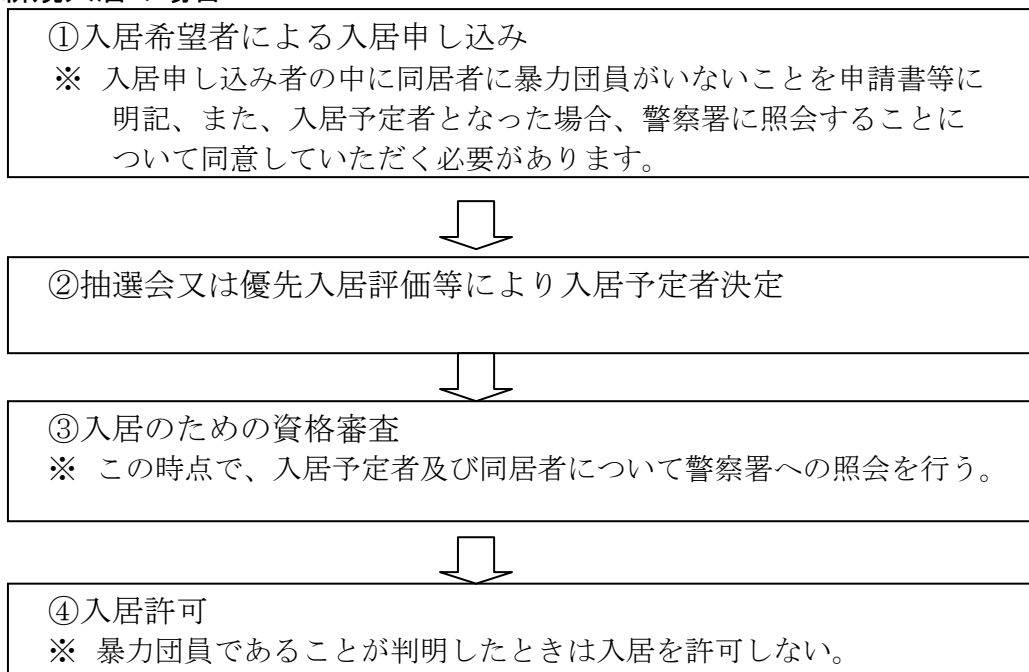 ①入居希望者による入居申し込み
※ 入居申し込み者の中に同居者に暴力団員がいないことを申請書等に
明記、また、入居予定者となった場合、警察署に照会することに
ついて同意していただく必要があります。
②抽選会又は優先入居評価等により入居予定者決定
③入居のための資格審査
※ この時点で、入居予定者及び同居者について警察署への照会を行う。
④入居許可
※ 暴力団員であることが判明したときは入居を許可しない。